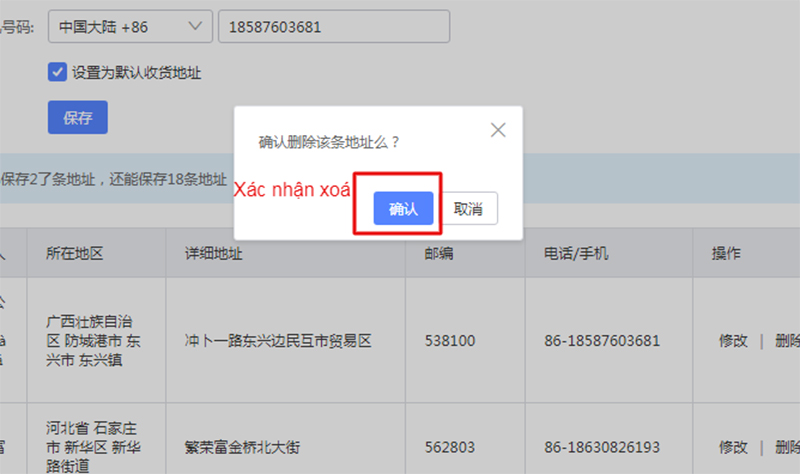 号码:
中国大陆 +86
18587603681
设置为默认收货地址
保存
确认删除该条地址么？
保存了2条地址，还能保存18条地址
Xác nhận xoá
确认
取消
人
所在地区
详细地址
邮编
电话/手机
操作
公
广西壮族自治
区 防城港市 东
兴市 东兴镇
冲卜一路东兴边民互市贸易区
538100
86-18587603681
修改 | 删除
河北省 石家庄
市 新华区 新华
路街道
繁荣富金桥北大街
562803
86-18630826193
修改 | 删除
富